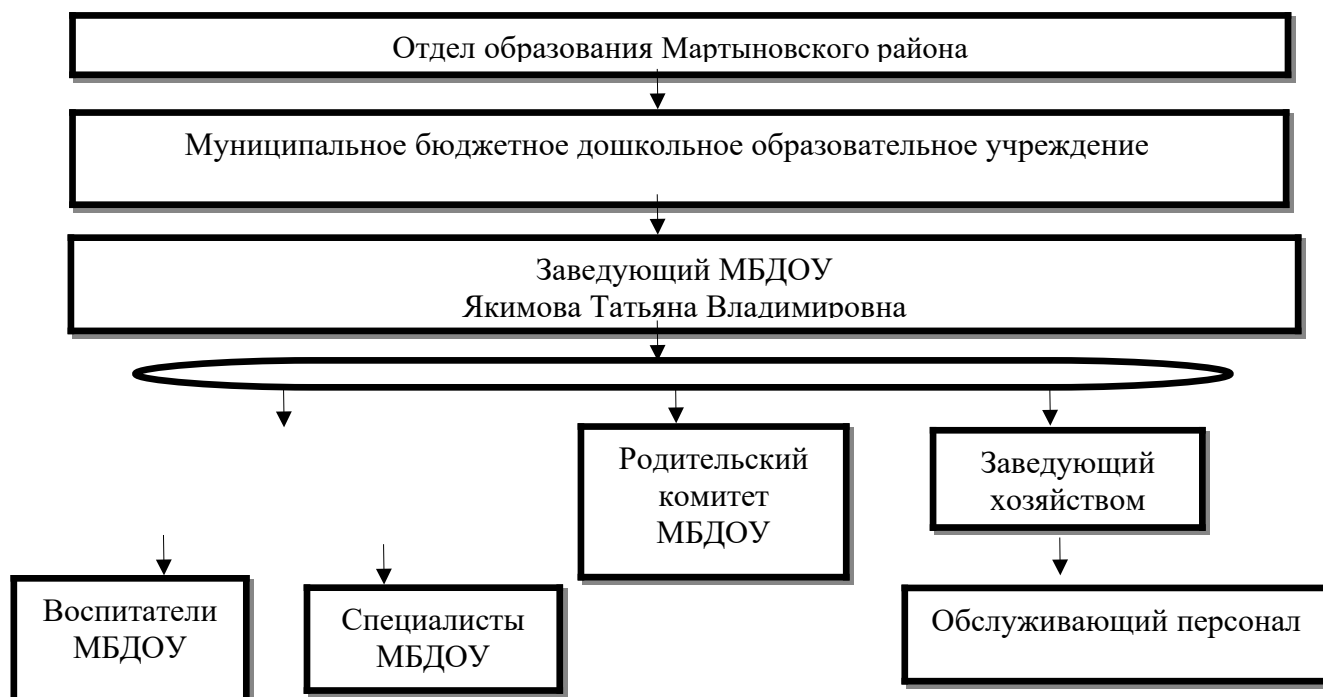 Отдел образования Мартыновского района
Муниципальное бюджетное дошкольное образовательное учреждение
Заведующий МБДОУ
Якимова Татьяна Владимировна
Родительский
комитет
МБДОУ
Заведующий
хозяйством
Воспитатели
МБДОУ
Специалисты
МБДОУ
Обслуживающий персонал